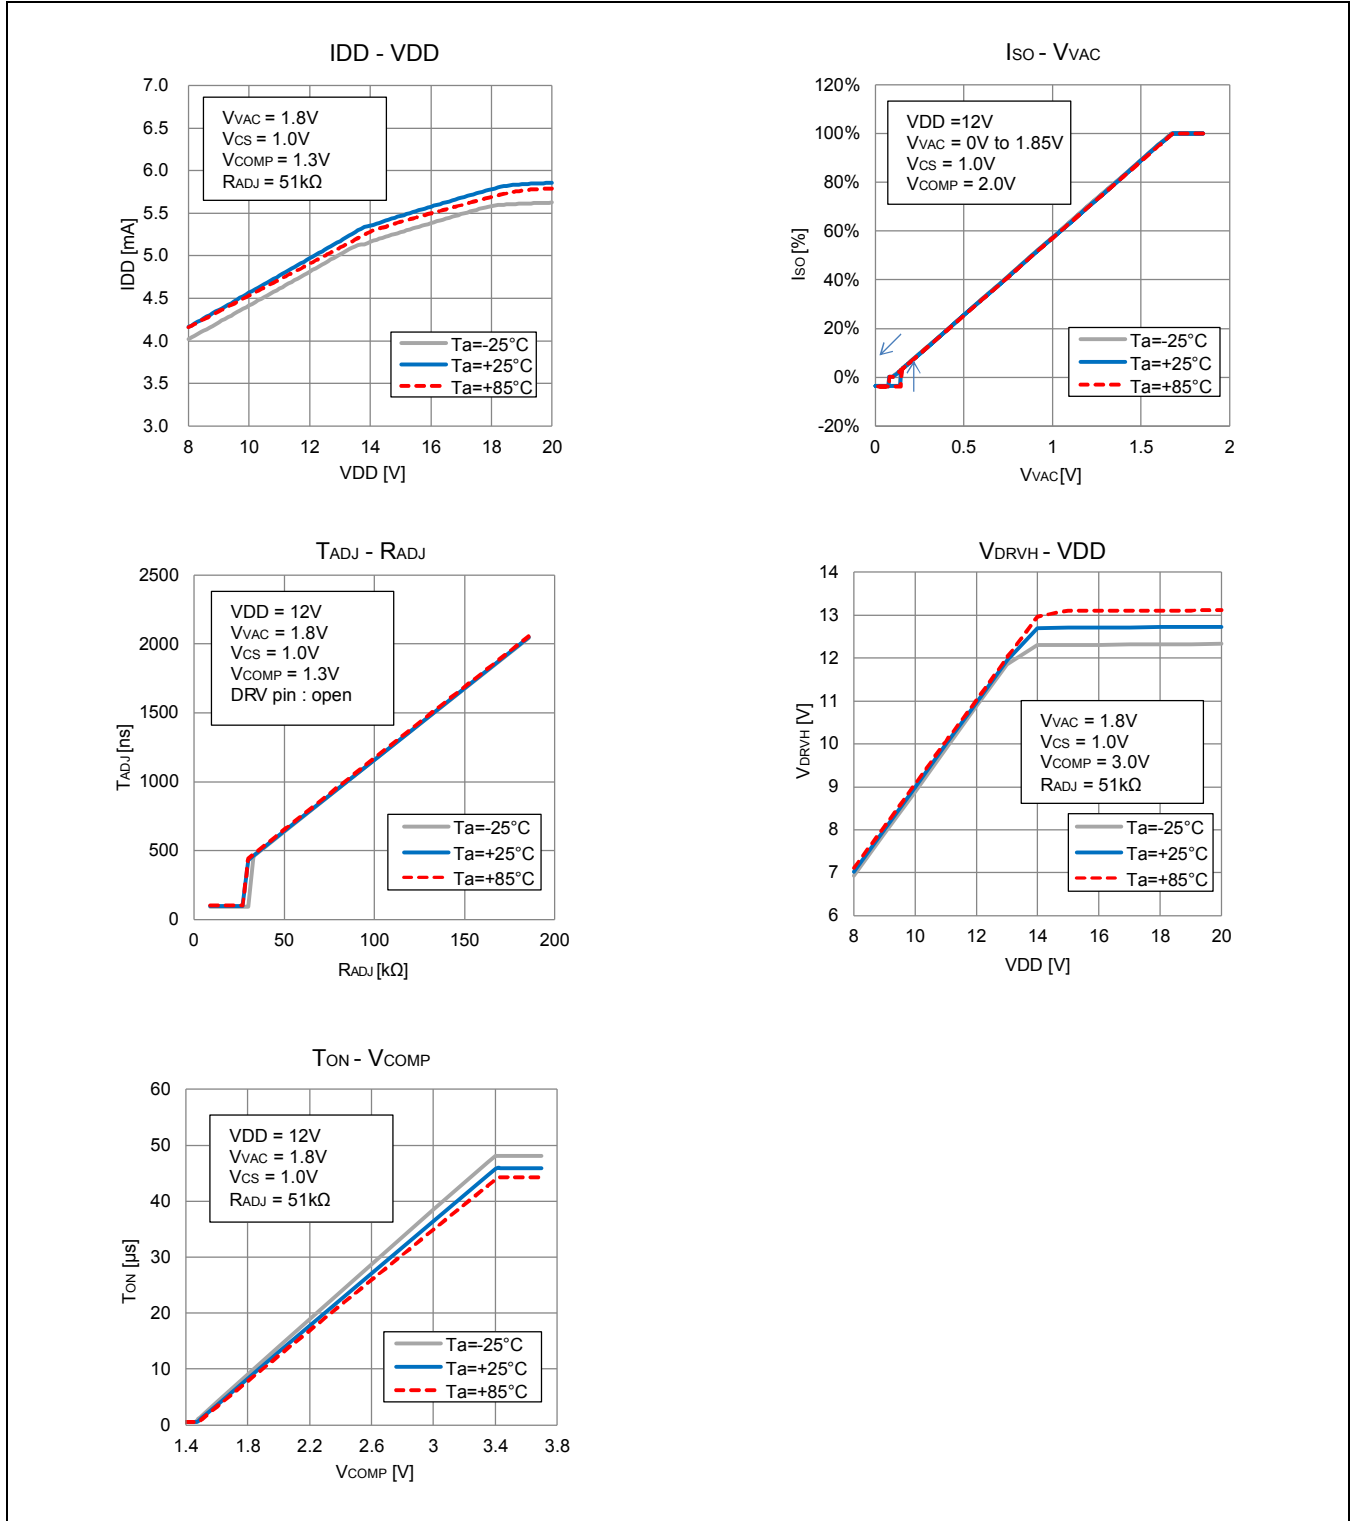 IDD - VDD
7.0
6.5
6.0
5.5
5.0
4.5
4.0
3.5
3.0
IDD [mA]
VVAC = 1.8V
VCS = 1.0V
VCOMP = 1.3V
RADJ = 51kΩ
Ta=-25°C
Ta=+25°C
Ta=+85°C
8 10 12 14 16 18 20
VDD [V]
ISO - VVAC
120%
100%
80%
60%
40%
20%
0%
-20%
ISO [%]
VDD =12V
VVAC = 0V to 1.85V
VCS = 1.0V
VCOMP = 2.0V
Ta=-25°C
Ta=+25°C
Ta=+85°C
0 0.5 1 1.5 2
VVAC[V]
TADJ - RADJ
2500
2000
1500
1000
500
0
TADJ [ns]
VDD = 12V
VVAC = 1.8V
VCS = 1.0V
VCOMP = 1.3V
DRV pin : open
Ta=-25°C
Ta=+25°C
Ta=+85°C
0 50 100 150 200
RADJ [kΩ]
VDRVH - VDD
14
13
12
11
10
9
8
7
6
VDRVH [V]
VVAC = 1.8V
VCS = 1.0V
VCOMP = 3.0V
RADJ = 51kΩ
Ta=-25°C
Ta=+25°C
Ta=+85°C
8 10 12 14 16 18 20
VDD [V]
TON - VCOMP
60
50
40
30
20
10
0
TON [µs]
VDD = 12V
VVAC = 1.8V
VCS = 1.0V
RADJ = 51kΩ
Ta=-25°C
Ta=+25°C
Ta=+85°C
1.4 1.8 2.2 2.6 3 3.4 3.8
VCOMP [V]